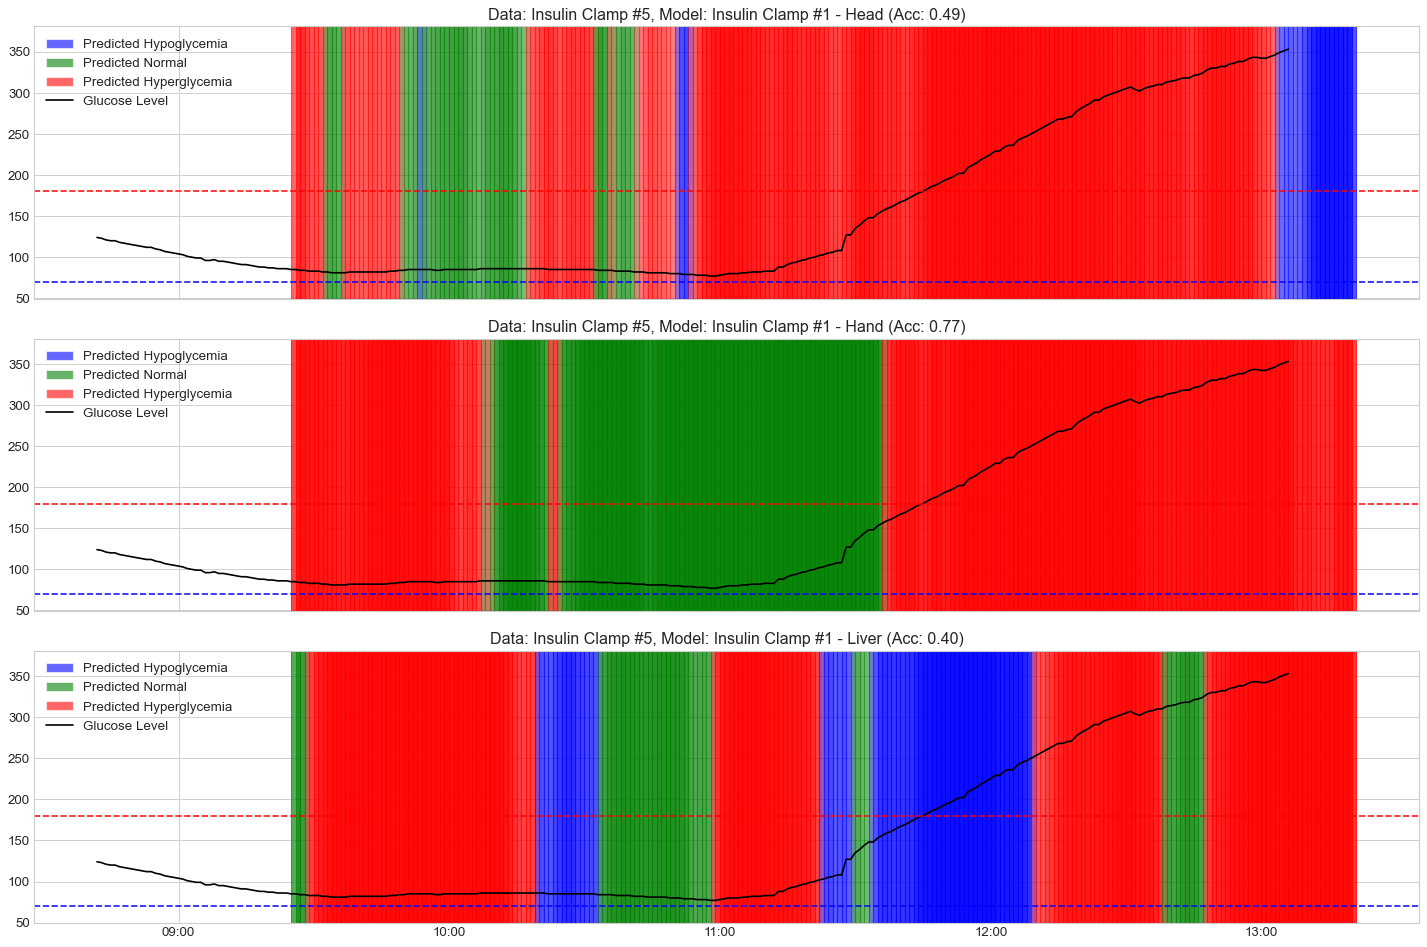 Data: Insulin Clamp #5, Model: Insulin Clamp #1 - Head (Acc: 0.49)
350
300
250
200
150
100
50
Predicted Hypoglycemia
Predicted Normal
Predicted Hyperglycemia
Glucose Level
Data: Insulin Clamp #5, Model: Insulin Clamp #1 - Hand (Acc: 0.77)
350
300
250
200
150
100
50
Predicted Hypoglycemia
Predicted Normal
Predicted Hyperglycemia
Glucose Level
Data: Insulin Clamp #5, Model: Insulin Clamp #1 - Liver (Acc: 0.40)
350
300
250
200
150
100
50
Predicted Hypoglycemia
Predicted Normal
Predicted Hyperglycemia
Glucose Level
09:00 10:00 11:00 12:00 13:00